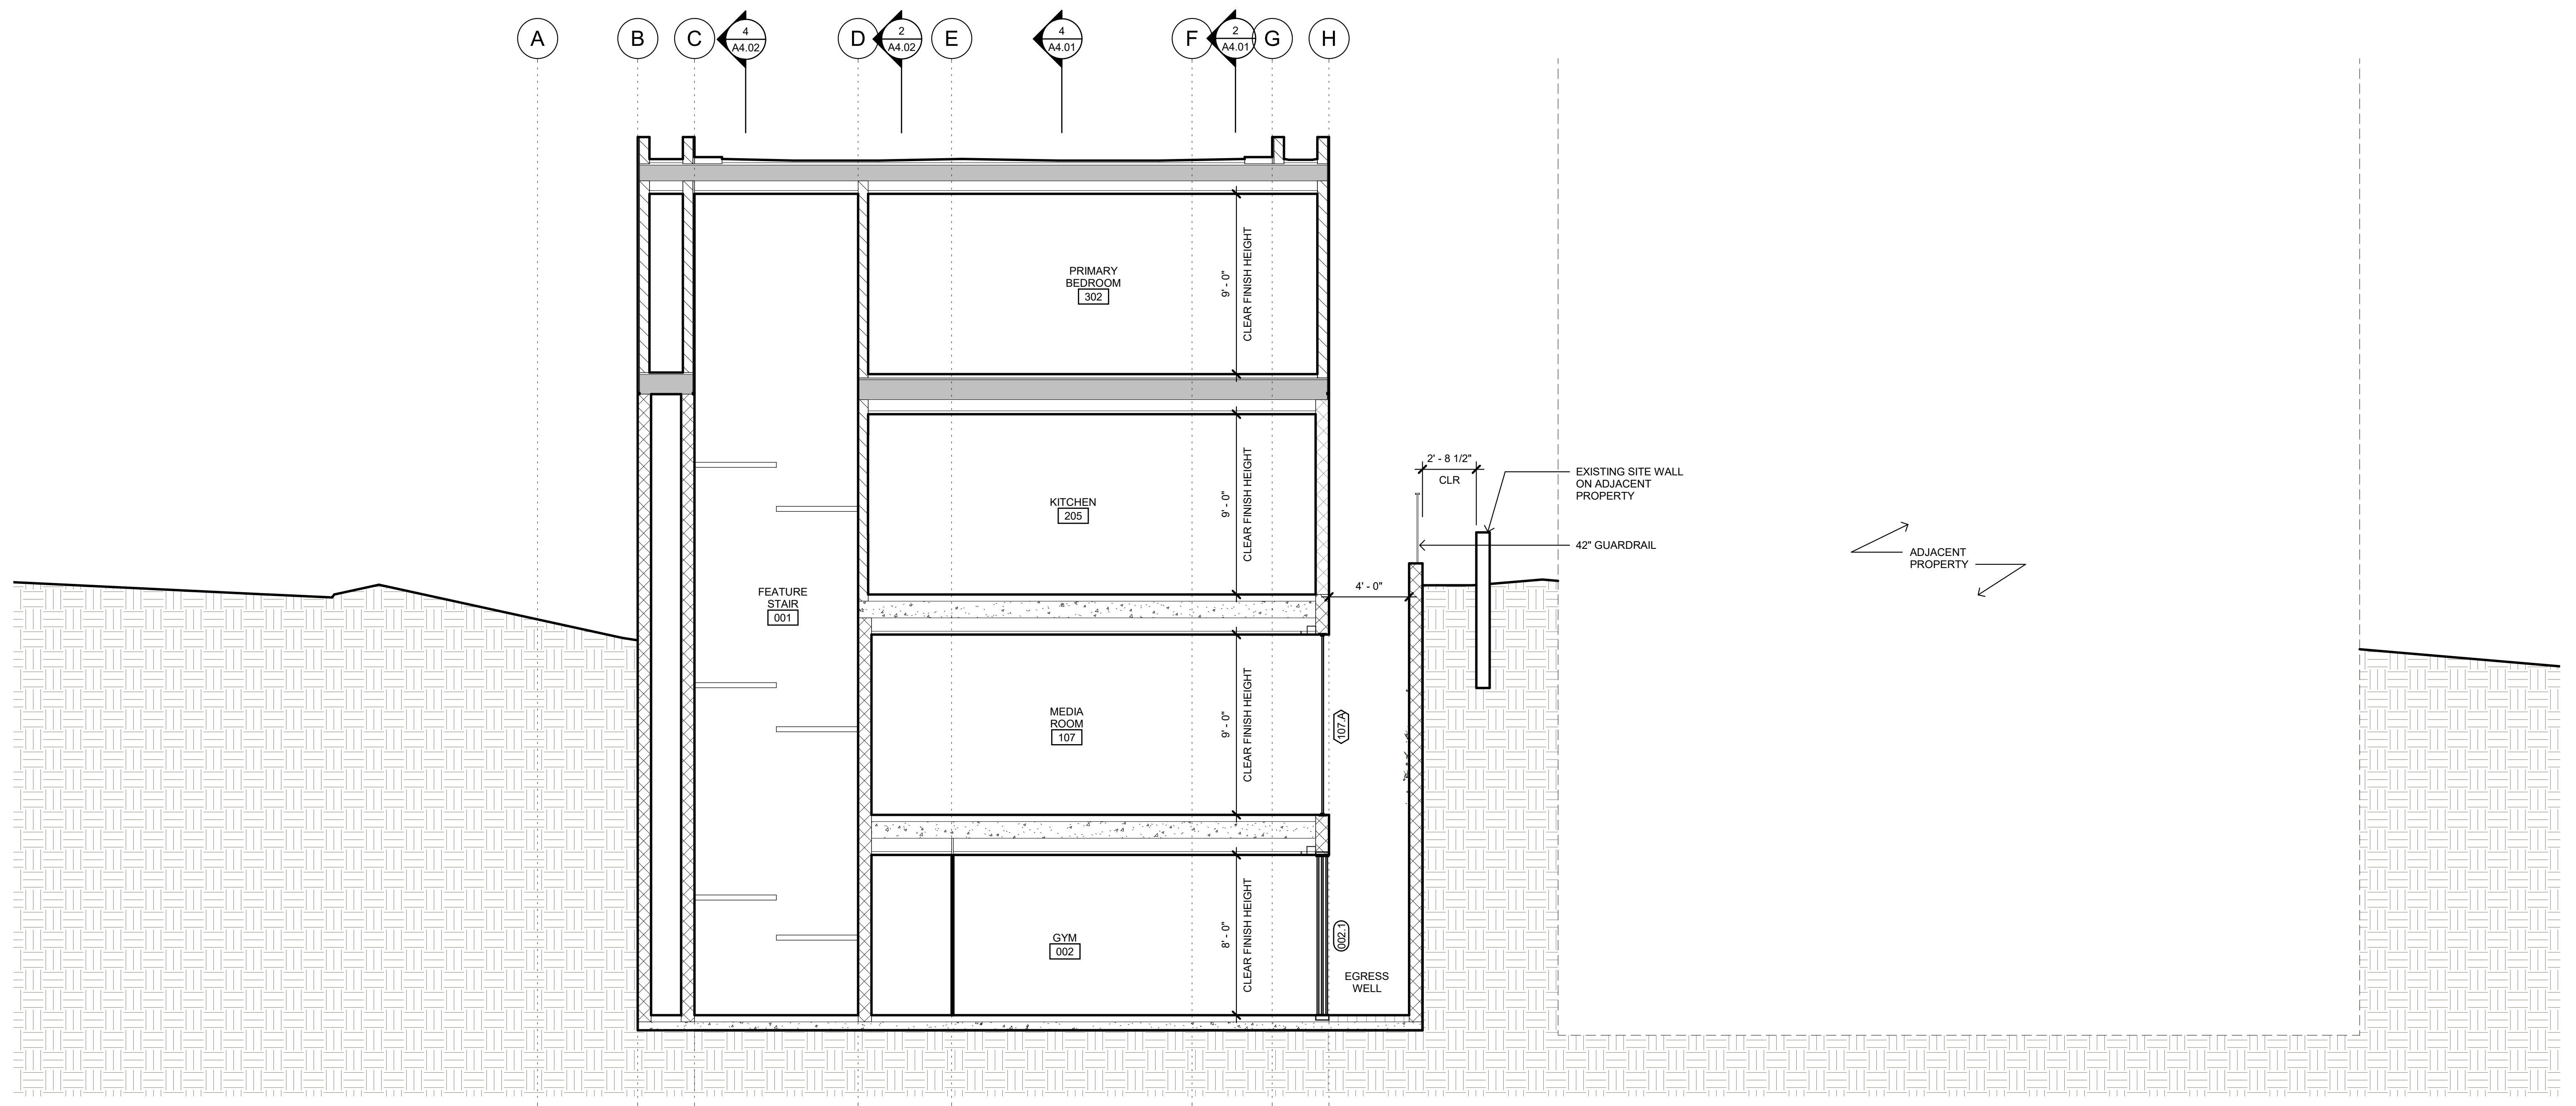 A
B
C
4
A4.02
D
2
A4.02
E
4
A4.01
F
2
A4.01
G
H
PRIMARY
BEDROOM
302
9' - 0"
CLEAR FINISH HEIGHT
KITCHEN
205
9' - 0"
CLEAR FINISH HEIGHT
2' - 8 1/2"
CLR
EXISTING SITE WALL
ON ADJACENT
PROPERTY
42" GUARDRAIL
ADJACENT
PROPERTY
4' - 0"
FEATURE
STAIR
001
MEDIA
ROOM
107
9' - 0"
CLEAR FINISH HEIGHT
107.A
GYM
002
8' - 0"
CLEAR FINISH HEIGHT
002.1
EGRESS
WELL